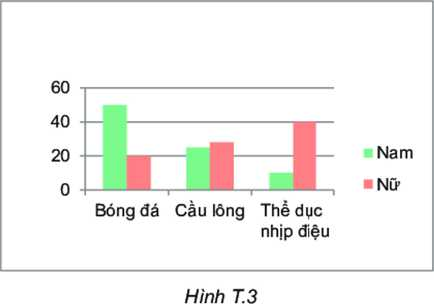 60
40
20
0
Bóng đá
Cầu lông
Thể dục
nhịp điệu
Nam
Nữ
Hình T.3